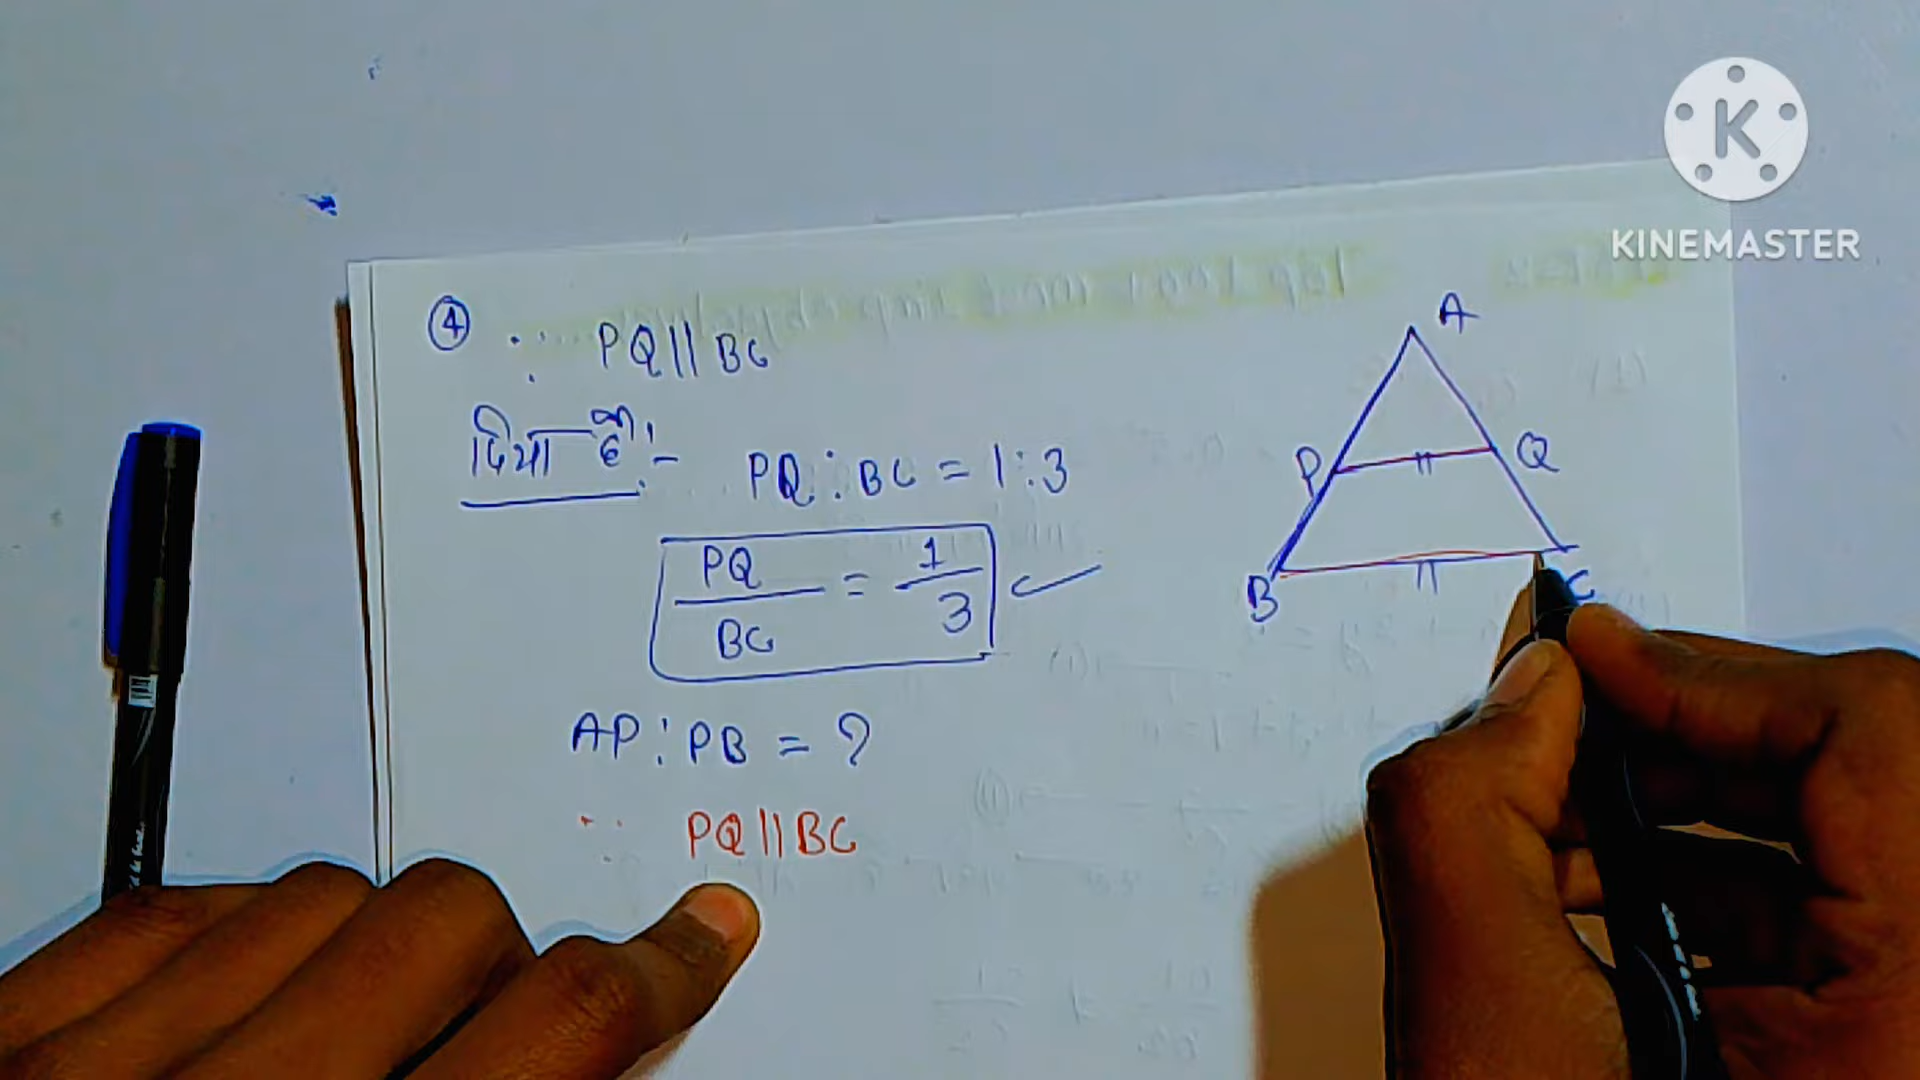 ④ ∵ PQ || BC
दिया है :-
PQ : BC = 1 : 3
PQ/BC = 1/3
AP : PB = ?
∵ PQ || BC
A
P
Q
B
C
K
KINEMASTER